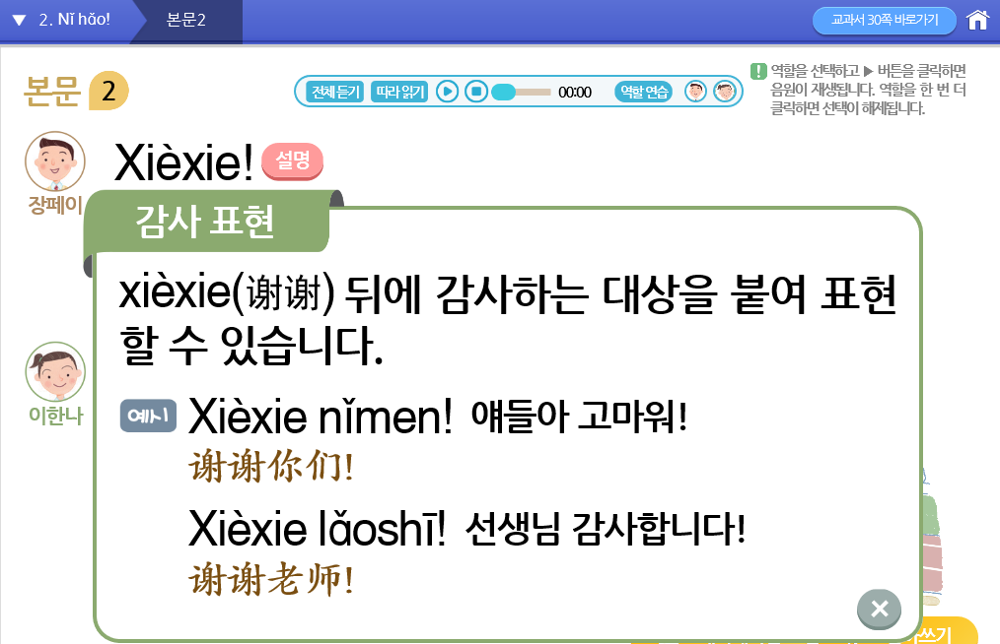 2. Nǐ hǎo!
본문2
교과서 30쪽 바로가기
본문 2
전체 듣기
따라 읽기
00:00
역할 연습
역할을 선택하고 ▶ 버튼을 클릭하면
음원이 재생됩니다. 역할을 한 번 더
클릭하면 선택이 해제됩니다.
Xièxie! 설명
장페이
감사 표현
xièxie(谢谢) 뒤에 감사하는 대상을 붙여 표현
할 수 있습니다.
이한나
예시 Xièxie nǐmen! 얘들아 고마워!
谢谢你们!
Xièxie lǎoshī! 선생님 감사합니다!
谢谢老师!
쓰기